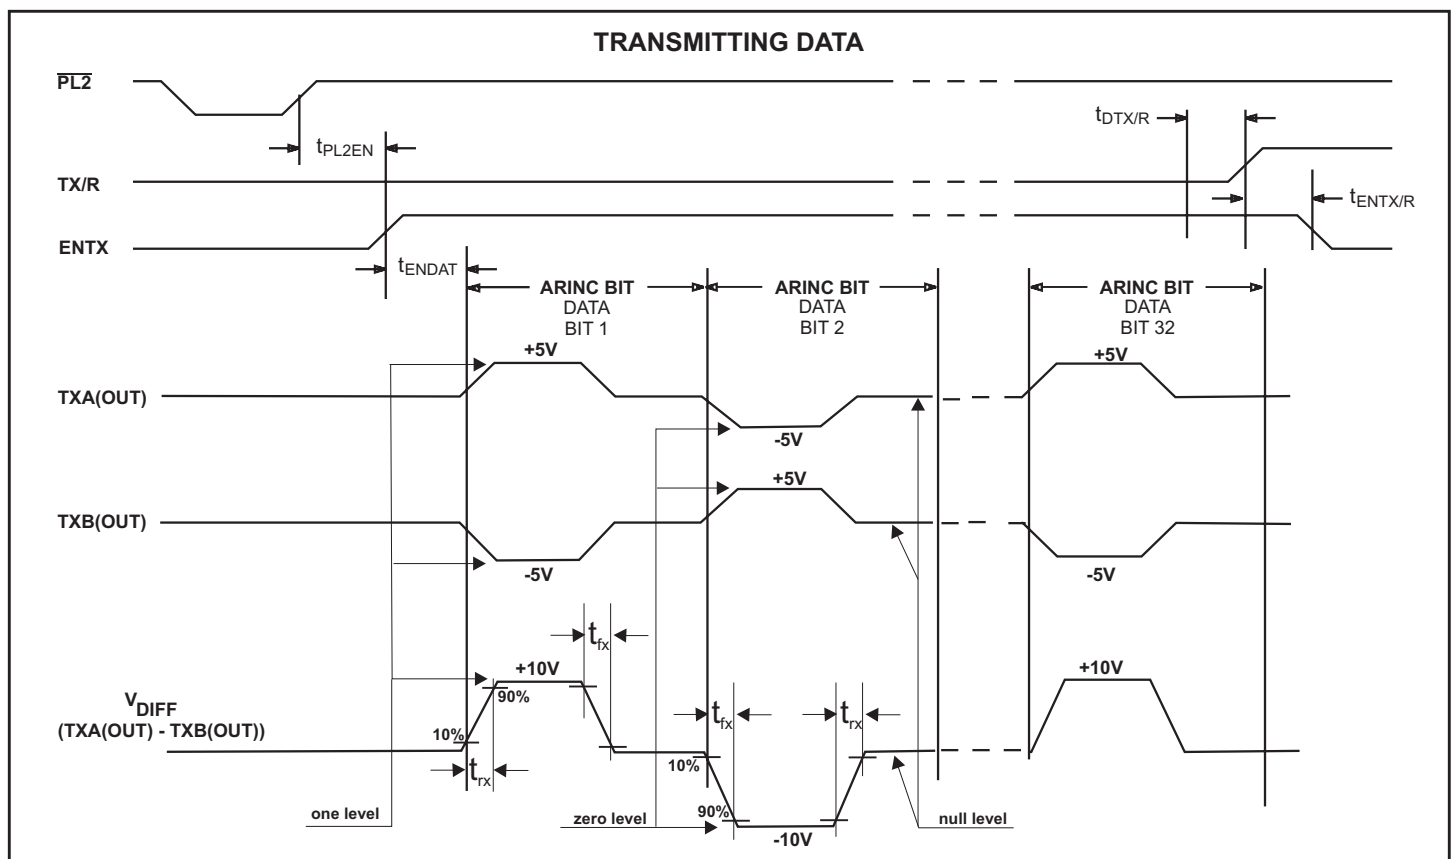 TRANSMITTING DATA
PL2
tDTX/R
tPL2EN
TX/R
tENTX/R
ENTX
tENDAT
ARINC BIT
DATA
BIT 1
ARINC BIT
DATA
BIT 2
ARINC BIT
DATA
BIT 32
+5V
+5V
TXA(OUT)
-5V
+5V
TXB(OUT)
-5V
-5V
tfx
+10V
+10V
90%
VDIFF
(TXA(OUT) - TXB(OUT))
10%
trx
tfx
trx
10%
90%
-10V
one level
zero level
null level